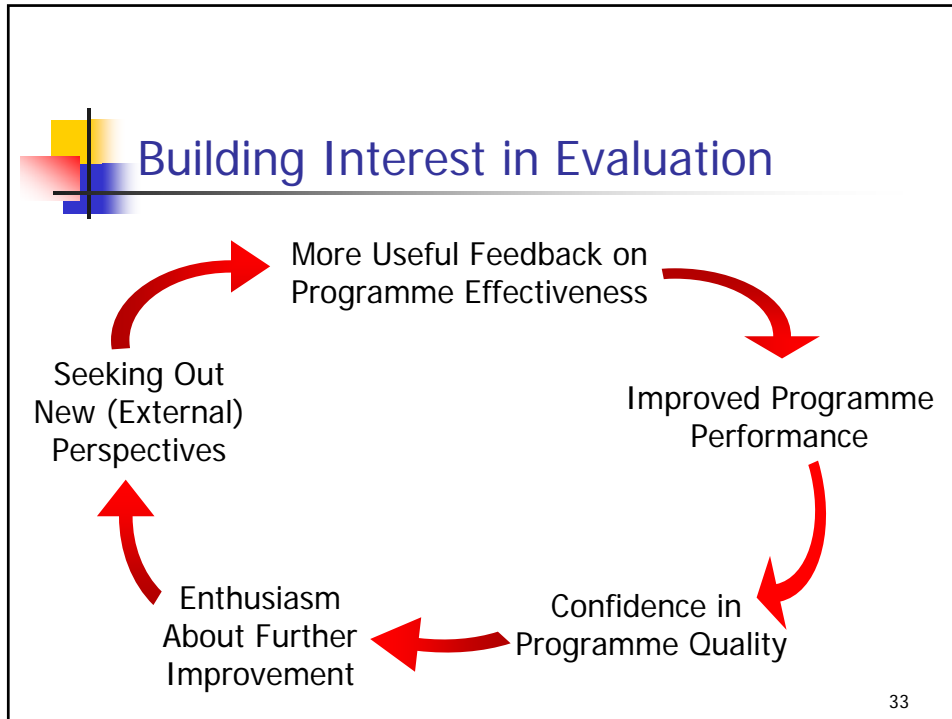 Building Interest in Evaluation
More Useful Feedback on
Programme Effectiveness
Improved Programme
Performance
Confidence in
Programme Quality
Enthusiasm
About Further
Improvement
Seeking Out
New (External)
Perspectives
33